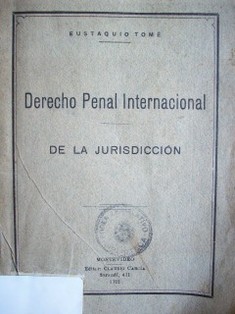 EUSTAQUIO TOMÉ
Derecho Penal Internacional
DE LA JURISDICCIÓN
MONTEVIDEO